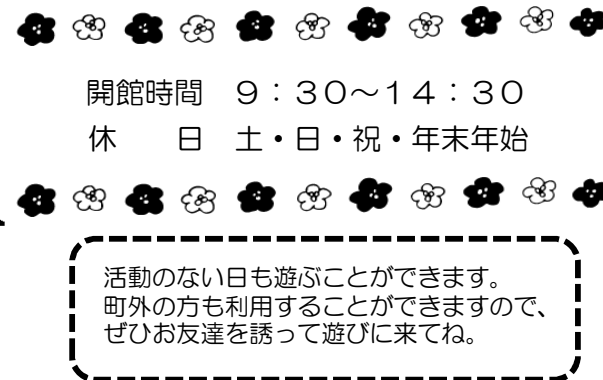 開館時間　９：３０～１４：３０
休　　日　土・日・祝・年末年始
活動のない日も遊ぶことができます。
町外の方も利用することができますので、
ぜひお友達を誘って遊びに来てね。